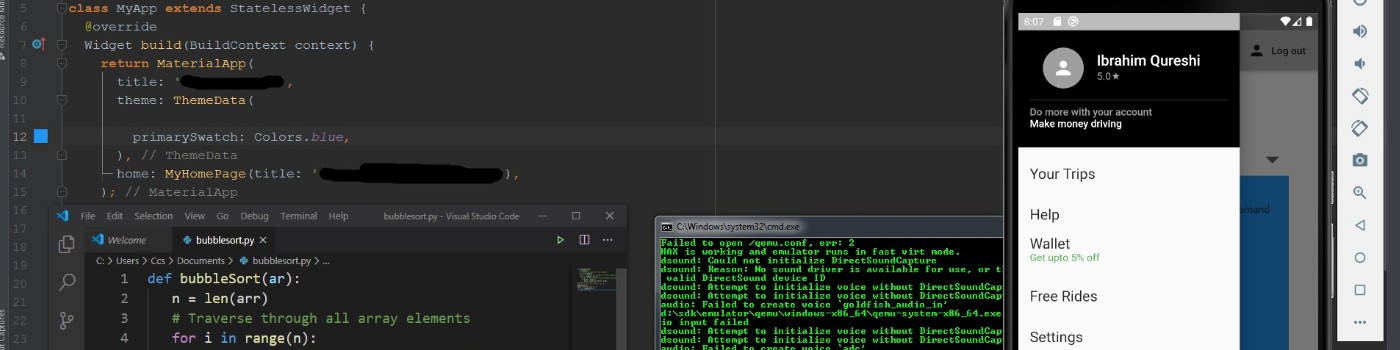 5 class MyApp extends StatelessWidget {
6 @override
7 Widget build(BuildContext context) {
8 return MaterialApp(
9 title: ' ,
10 theme: ThemeData(
11
12 primarySwatch: Colors.blue,
13 ), // ThemeData
14 home: MyHomePage(title: ' ),
15 ); // MaterialApp
16
17
18
19
20
21
22
23
File Edit Selection View Go Debug Terminal Help bubblesort.py - Visual Studio Code
Welcome bubblesort.py
C: > Users > Ccs > Documents > bubblesort.py > ...
1 def bubbleSort(ar):
2 n = len(arr)
3 # Traverse through all array elements
4 for i in range(n):
C:\Windows\system32\cmd.exe
Failed to open /qemu.conf, err: 2
HAX is working and emulator runs in fast virt mode.
dsound: Could not initialize DirectSoundCapture
dsound: Reason: No sound driver is available for use, or t
valid DirectSound device ID
dsound: Attempt to initialize voice without DirectSoundCap
dsound: Attempt to initialize voice without DirectSoundCap
audio: Failed to create voice 'goldfish_audio_in'
d:\sdk\emulator\qemu\windows-x86_64\qemu-system-x86_64.exe
io input failed
dsound: Attempt to initialize voice without DirectSoundCap
dsound: Attempt to initialize voice without DirectSoundCap
audio: Failed to create voice 'adc'
8:07
Log out
Ibrahim Qureshi
5.0★
Do more with your account
Make money driving
Your Trips
Help
Wallet
Get upto 5% off
Free Rides
Settings
emand